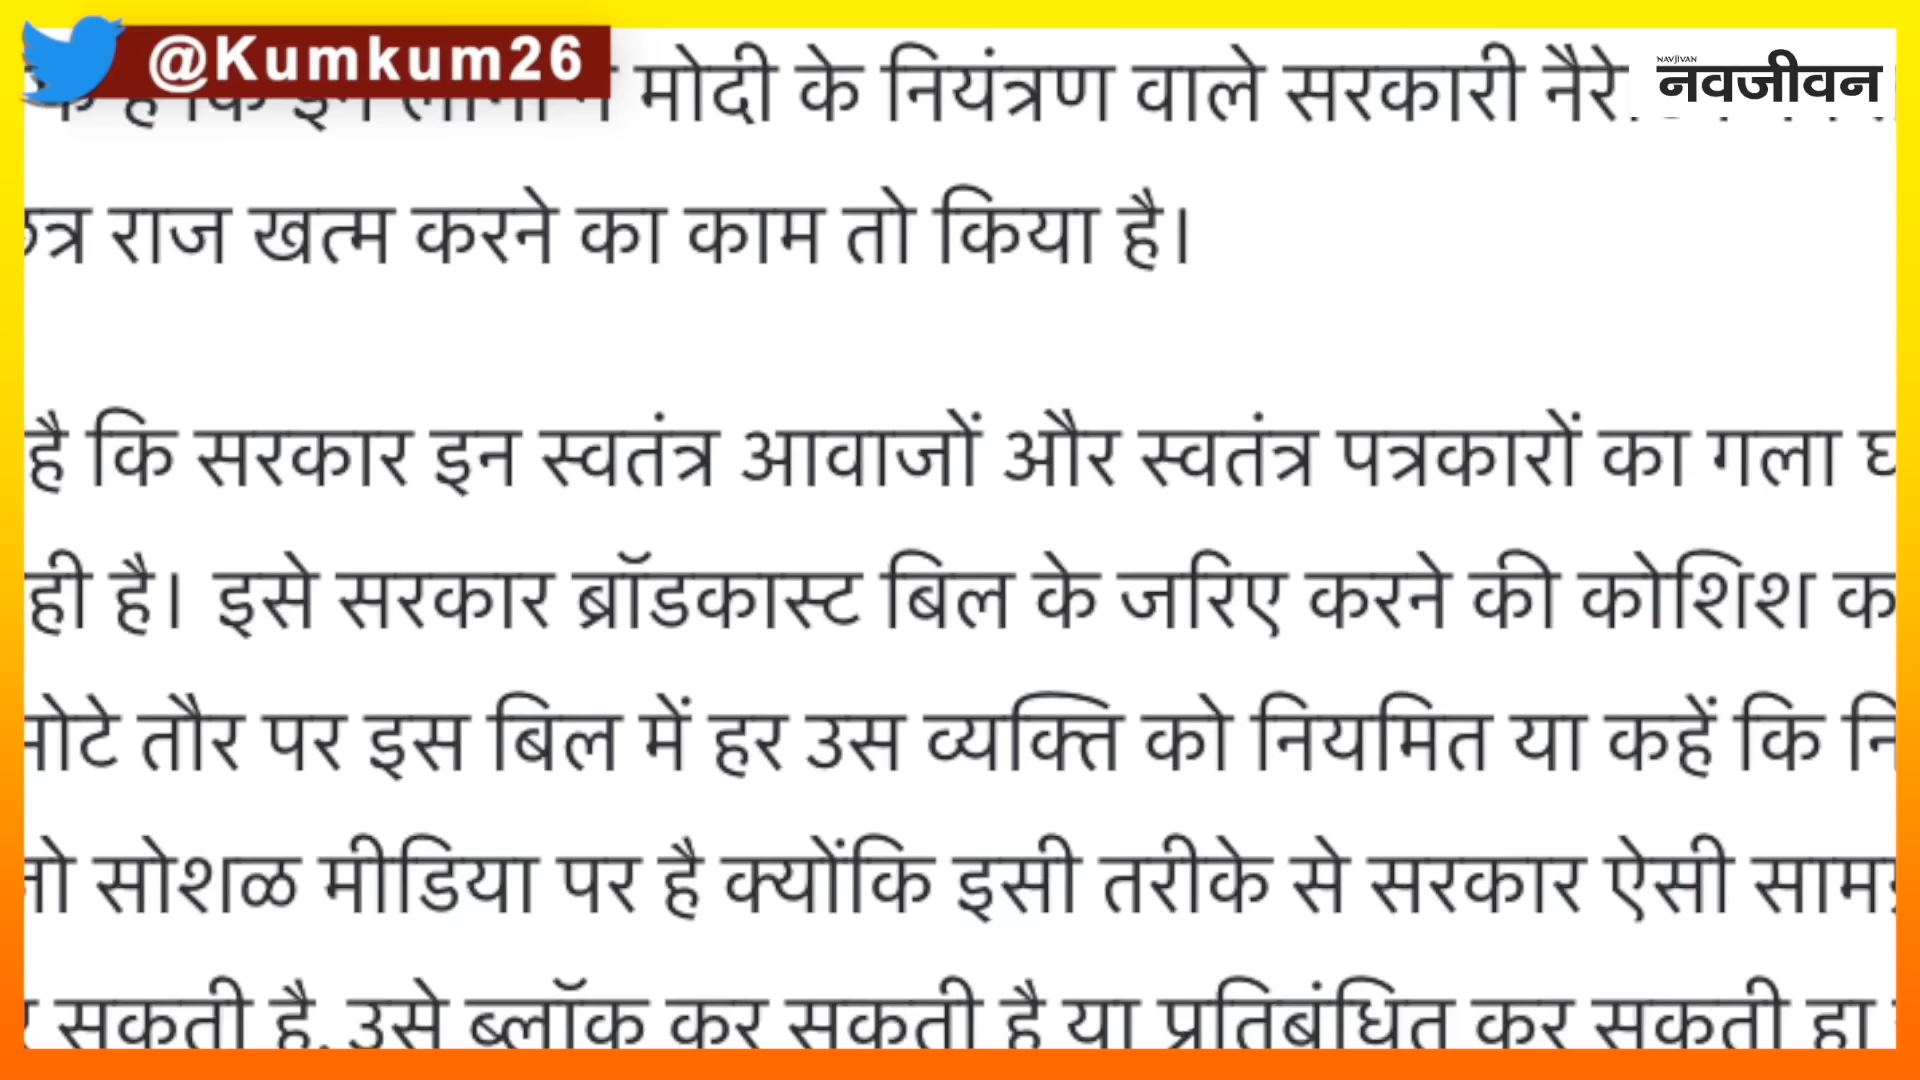 @Kumkum26
NAVJIVAN
नवजीवन
मोदी के नियंत्रण वाले सरकारी
राज खत्म करने का काम तो किया है।
है कि सरकार इन स्वतंत्र आवाजों और स्वतंत्र पत्रकारों का गला
ही है। इसे सरकार ब्रॉडकास्ट बिल के जरिए करने की कोशिश
मोटे तौर पर इस बिल में हर उस व्यक्ति को नियमित या कहें कि
सोशळ मीडिया पर है क्योंकि इसी तरीके से सरकार ऐसी
सकती है, उसे ब्लॉक कर सकती है या प्रतिबंधित कर सकती हा